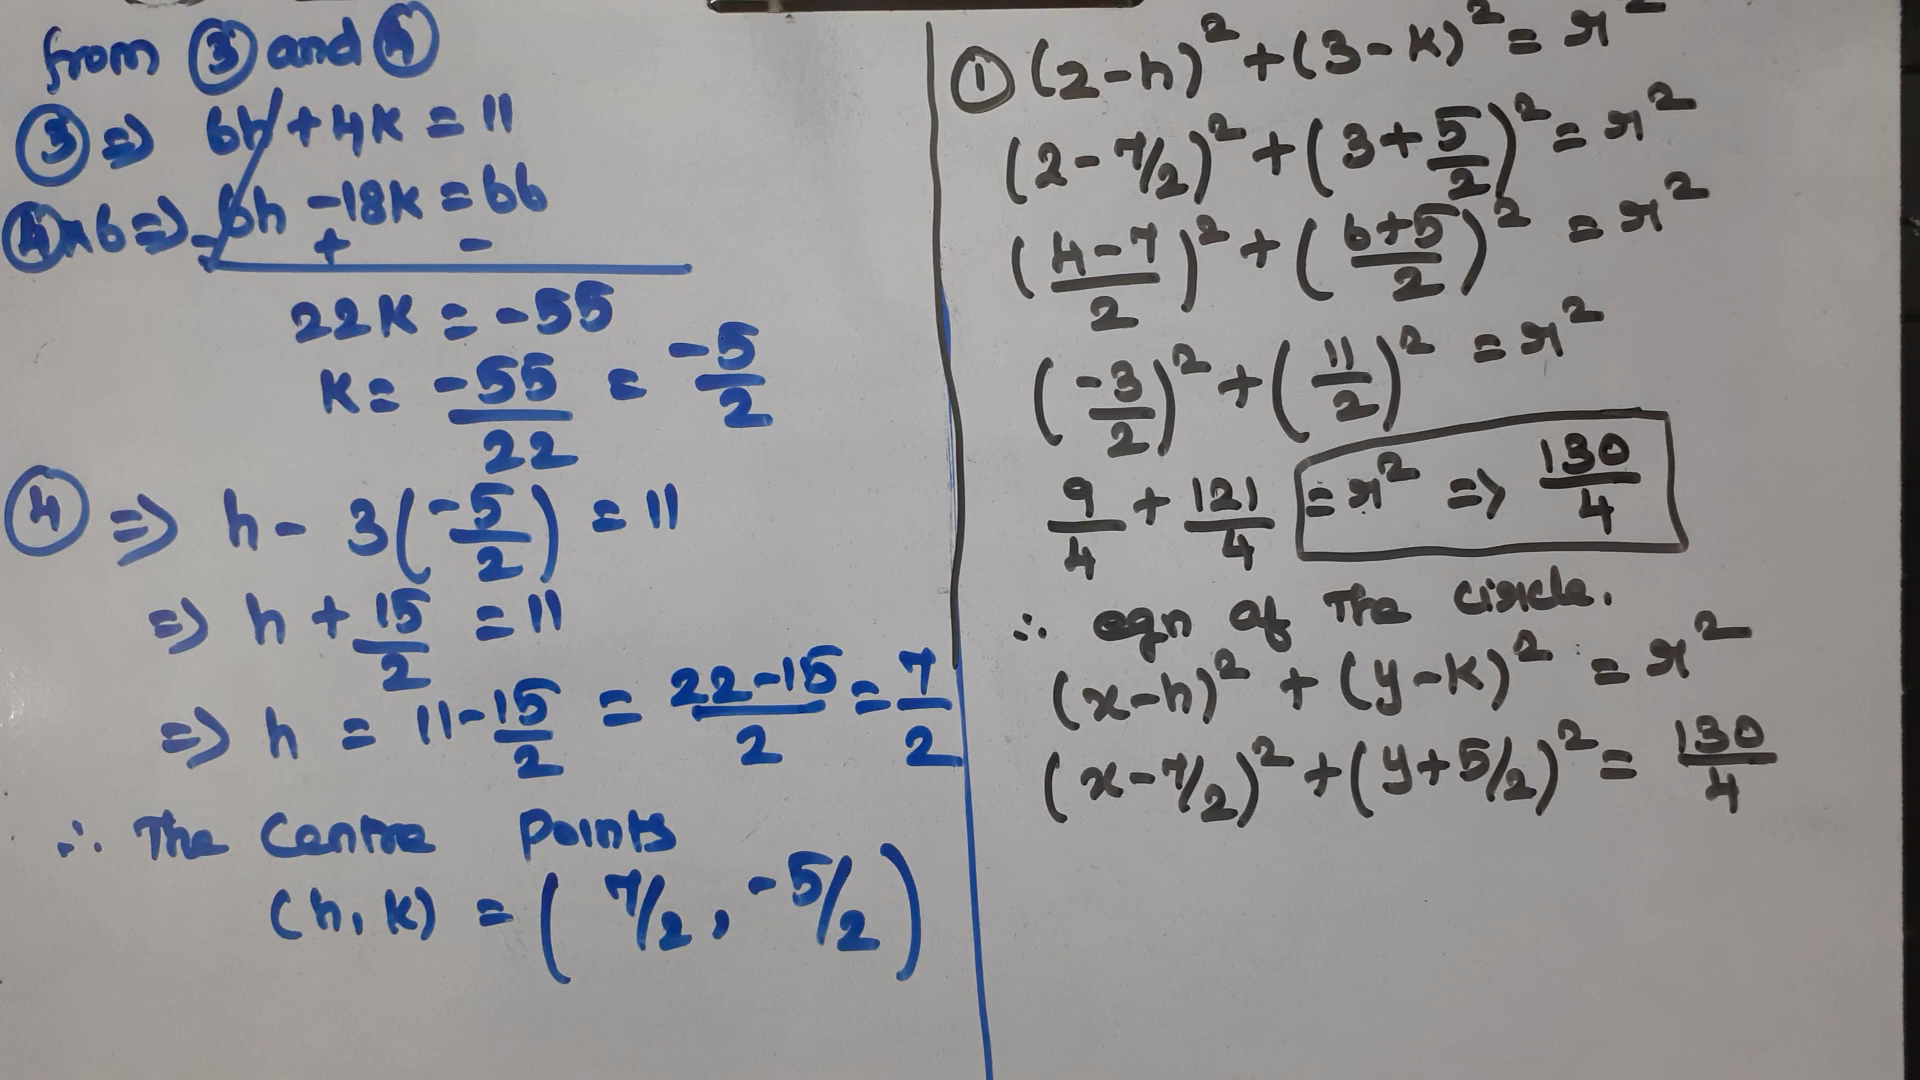 from ③ and ④
③ ⇒ 6h + 4k = 11
④×6 ⇒ 6h - 18k = 66
- + -
22k = -55
k = -55/22 = -5/2
④ ⇒ h - 3(-5/2) = 11
⇒ h + 15/2 = 11
⇒ h = 11 - 15/2 = 22-15/2 = 7/2
∴ The Centre Points
(h, k) = (7/2, -5/2)
① (2-h)² + (3-k)² = r²
(2 - 7/2)² + (3 + 5/2)² = r²
(4-7/2)² + (6+5/2)² = r²
(-3/2)² + (11/2)² = r²
9/4 + 121/4 = r² ⇒ 130/4
∴ eqn of The circle.
(x-h)² + (y-k)² = r²
(x - 7/2)² + (y + 5/2)² = 130/4